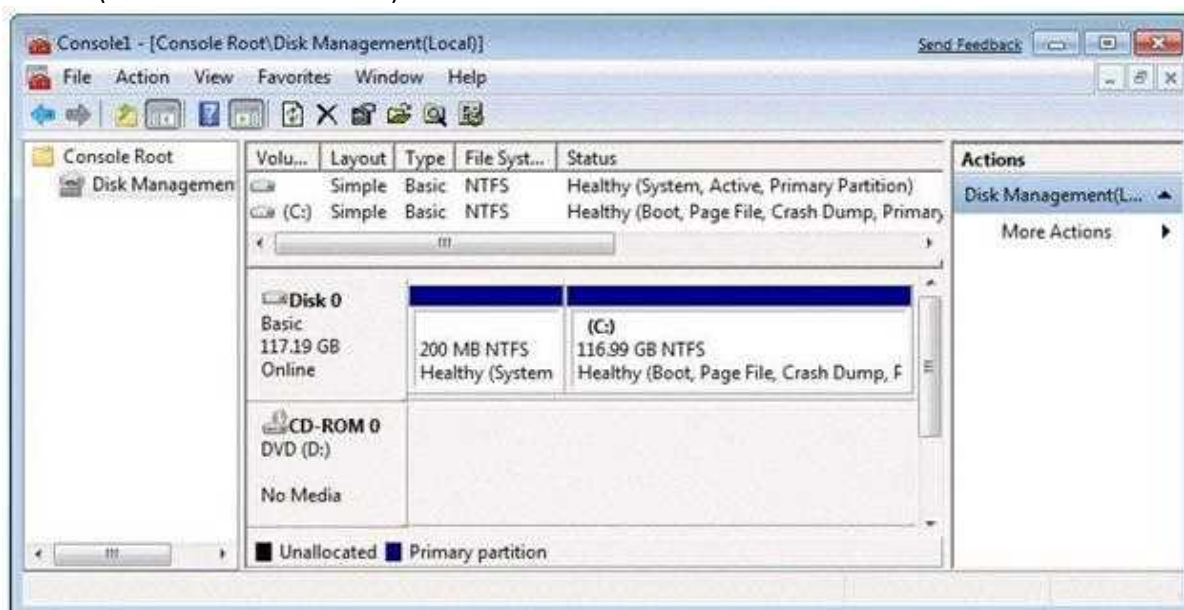 Console1 - [Console Root\Disk Management(Local)]
Send Feedback
File Action View Favorites Window Help
Console Root
Disk Managemen
Volu... Layout Type File Syst... Status
Simple Basic NTFS Healthy (System, Active, Primary Partition)
(C:) Simple Basic NTFS Healthy (Boot, Page File, Crash Dump, Primary
Actions
Disk Management(L...
More Actions
Disk 0
Basic
117.19 GB
Online
200 MB NTFS
Healthy (System
(C:)
116.99 GB NTFS
Healthy (Boot, Page File, Crash Dump, F
CD-ROM 0
DVD (D:)
No Media
Unallocated Primary partition